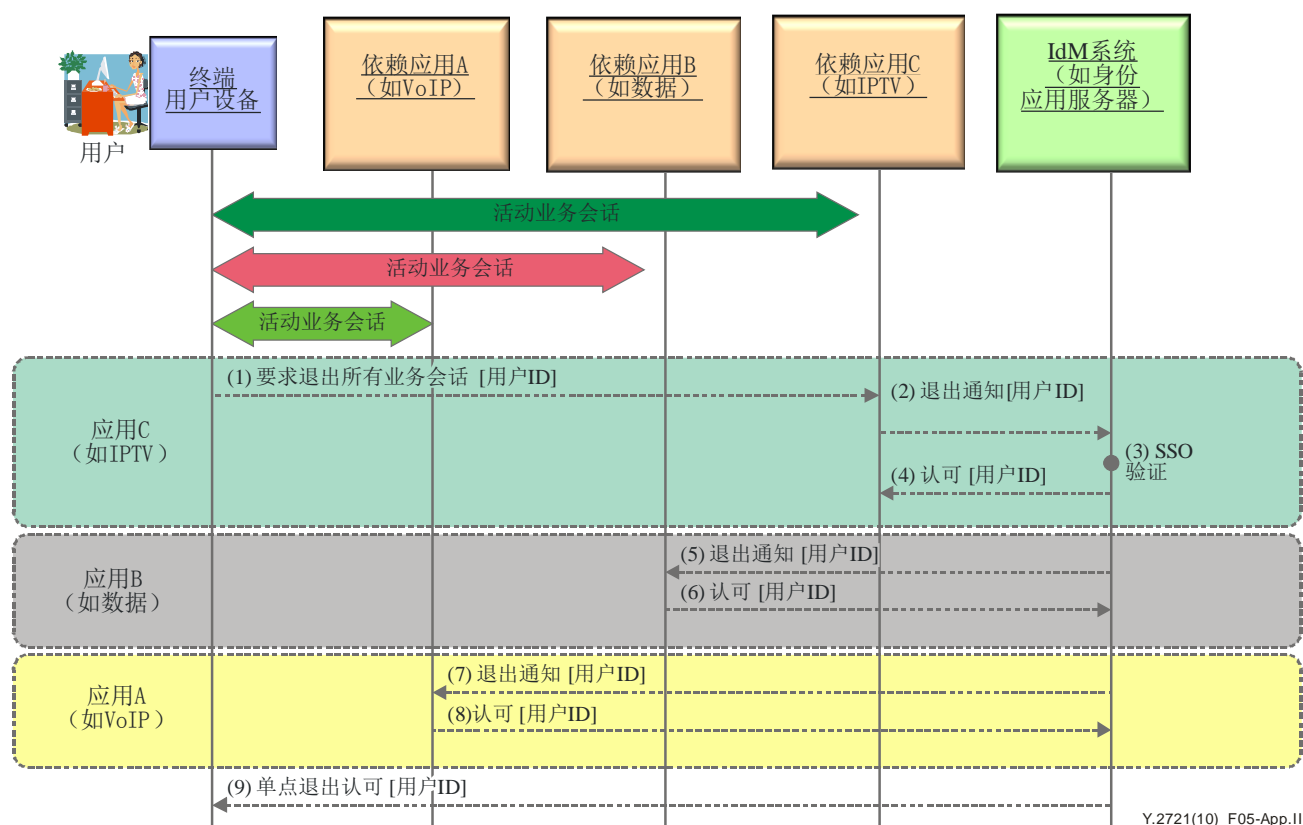 用户
终端
用户设备
依赖应用A
（如VoIP）
依赖应用B
（如数据）
依赖应用C
（如IPTV）
IdM系统
（如身份
应用服务器）
活动业务会话
活动业务会话
活动业务会话
(1) 要求退出所有业务会话 [用户ID]
(2) 退出通知[用户ID]
应用C
（如IPTV）
(3) SSO
验证
(4) 认可 [用户ID]
(5) 退出通知 [用户ID]
应用B
（如数据）
(6) 认可 [用户ID]
(7) 退出通知 [用户ID]
应用A
（如VoIP）
(8)认可 [用户ID]
(9) 单点退出认可 [用户ID]
Y.2721(10)_F05-App.II